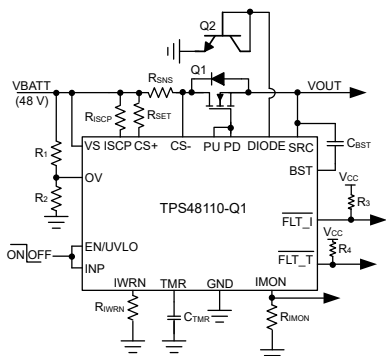 Q2
VBATT
(48 V)
RSNS
Q1
VOUT
RISCP
RSET
VS ISCP CS+ CS- PU PD DIODE SRC
CBST
BST
R1
OV
R2
TPS48110-Q1
VCC
R3
FLT_I
VCC
R4
FLT_T
ON OFF
EN/UVLO
INP
IWRN TMR GND IMON
RIWRN
CTMR
RIMON